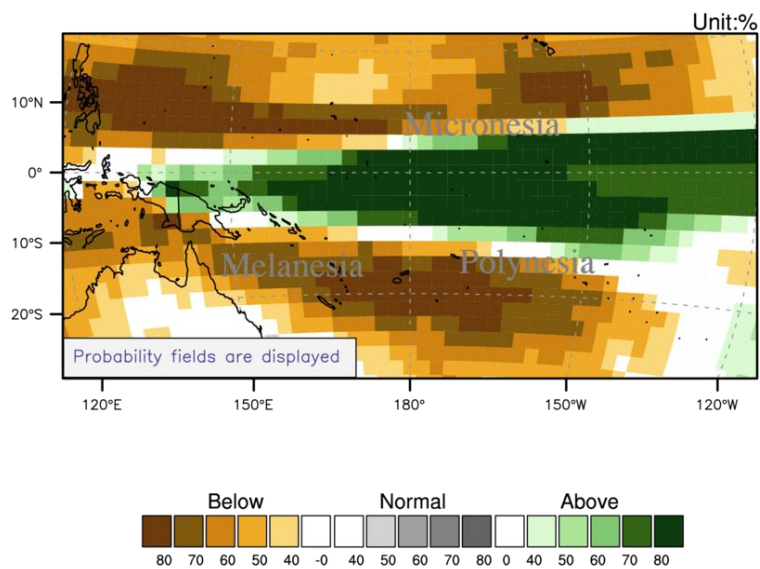 Unit:%
10°N
0°
10°S
20°S
Micronesia
Melanesia
Polynesia
Probability fields are displayed
120°E 150°E 180° 150°W 120°W
Below Normal Above
80 70 60 50 40 -0 40 50 60 70 80 0 40 50 60 70 80